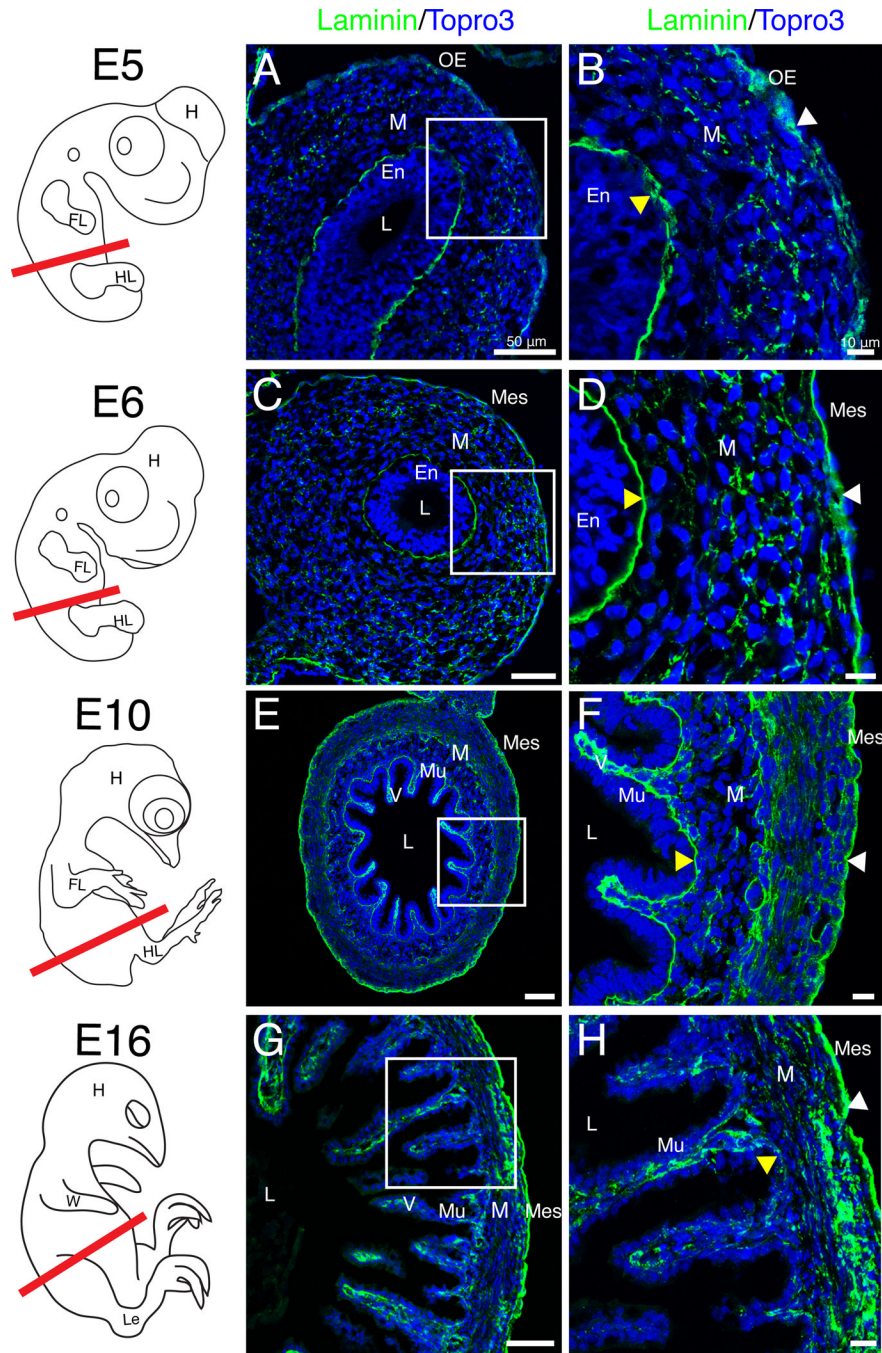 Laminin/Topro3 Laminin/Topro3
E5
H
FL
HL
A
OE
M
En
L
50 µm
B
OE
M
En
10 µm
E6
H
FL
HL
C
Mes
M
En
L
D
Mes
M
En
E10
H
FL
HL
E
Mes
M
Mu
V
L
F
Mes
V
Mu
M
L
E16
H
W
Le
G
L
V
Mu
M
Mes
H
Mes
M
L
Mu